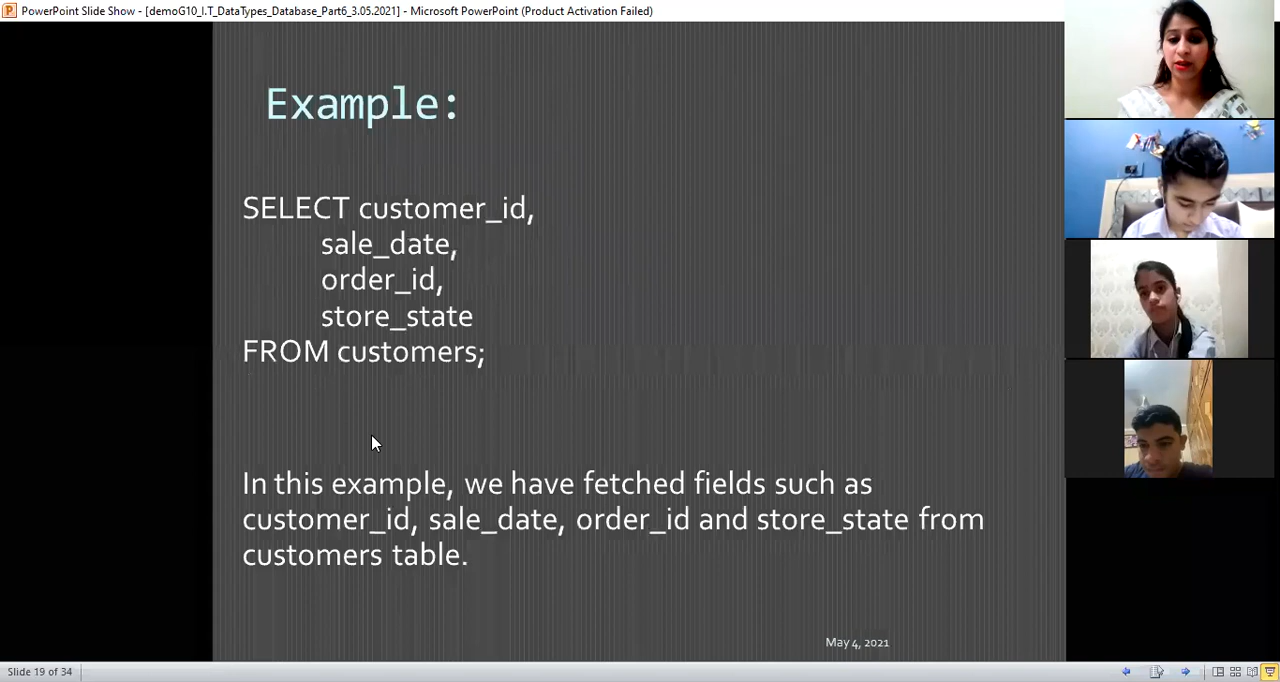 PowerPoint Slide Show - [demoG10_I.T_DataTypes_Database_Part6_3.05.2021] - Microsoft PowerPoint (Product Activation Failed)
Example:
SELECT customer_id,
sale_date,
order_id,
store_state
FROM customers;
In this example, we have fetched fields such as
customer_id, sale_date, order_id and store_state from
customers table.
May 4, 2021
Slide 19 of 34